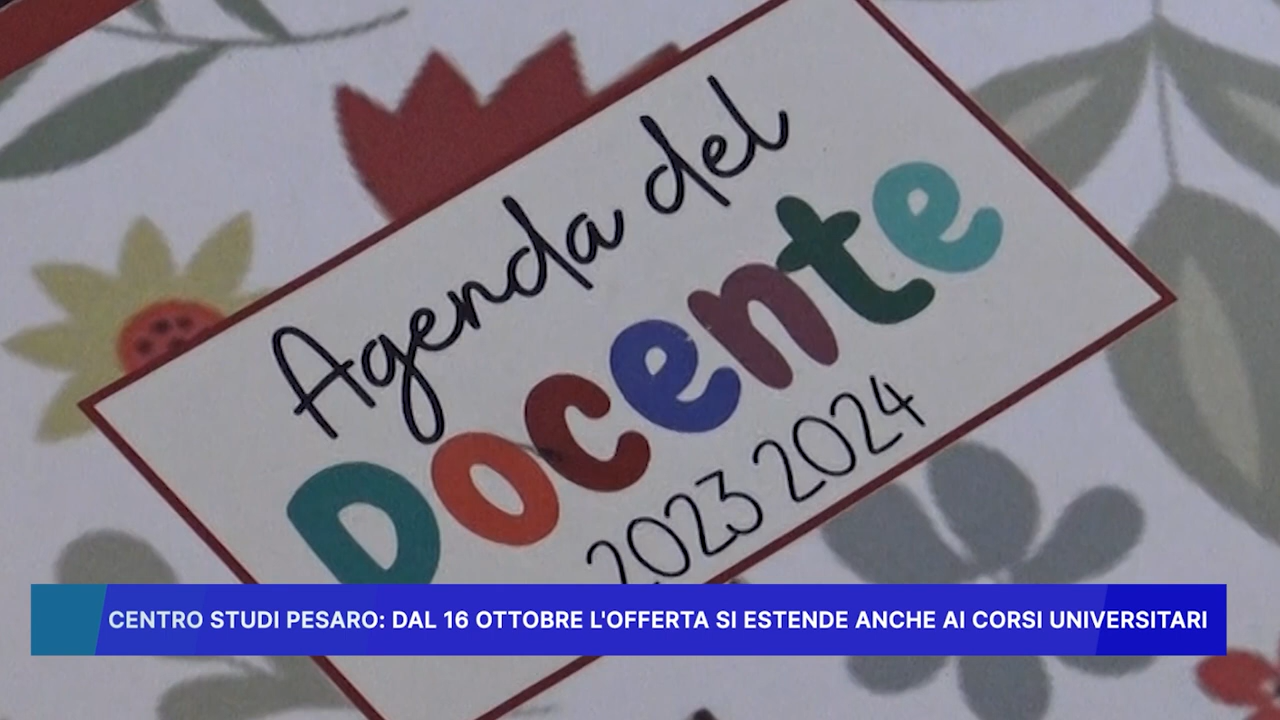 Agenda del
Docente
2023 2024
CENTRO STUDI PESARO: DAL 16 OTTOBRE L'OFFERTA SI ESTENDE ANCHE AI CORSI UNIVERSITARI